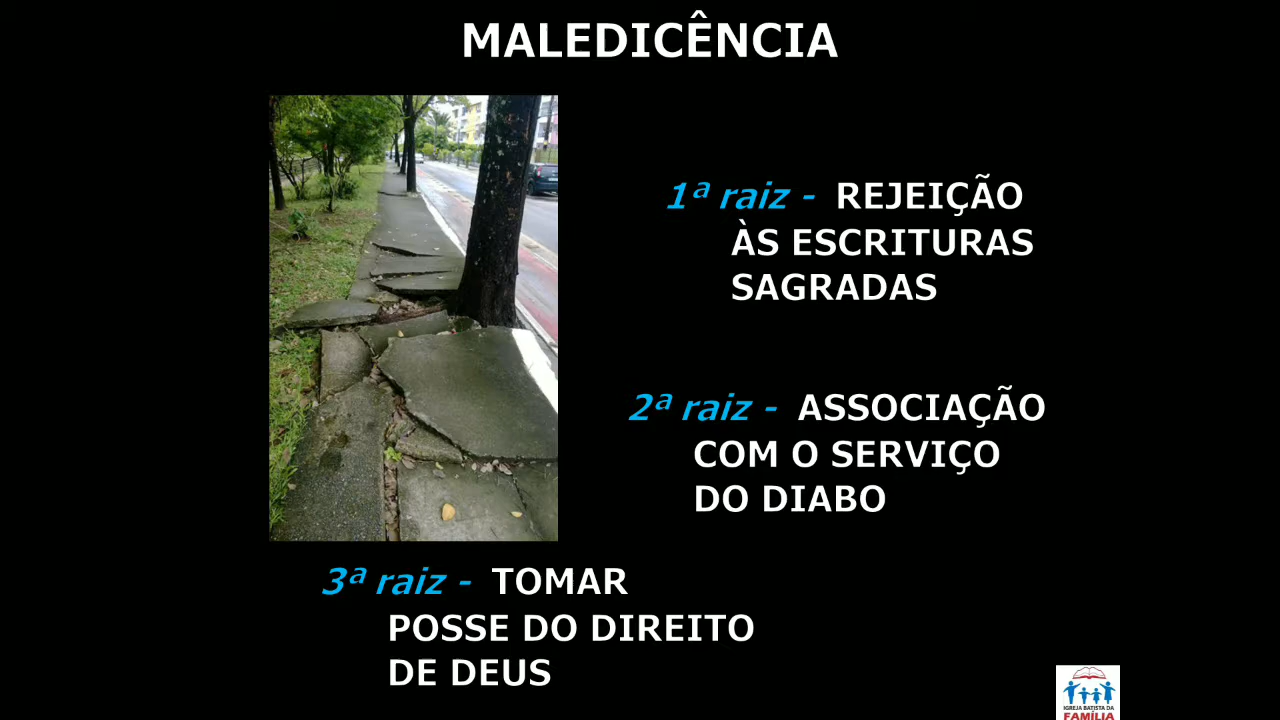 MALEDICÊNCIA
1ª raiz - REJEIÇÃO
ÀS ESCRITURAS
SAGRADAS
2ª raiz - ASSOCIAÇÃO
COM O SERVIÇO
DO DIABO
3ª raiz - TOMAR
POSSE DO DIREITO
DE DEUS
IGREJA BATISTA DA
FAMÍLIA